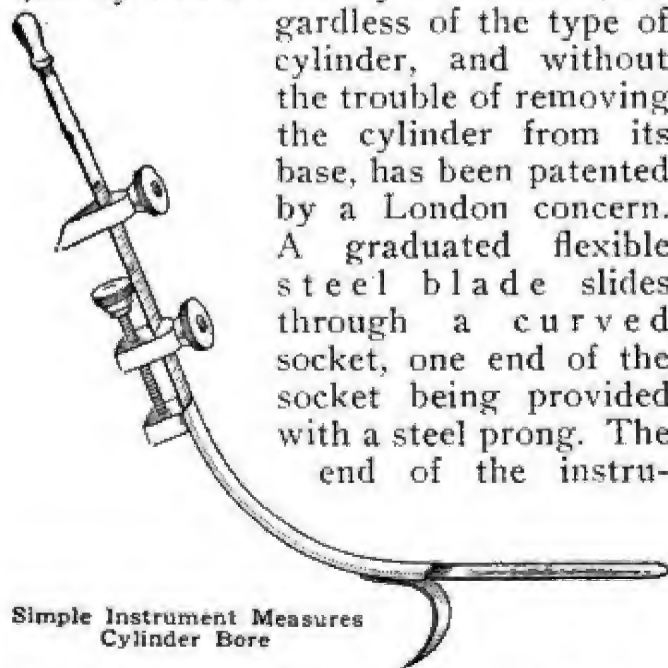 gardless of the type of
cylinder, and without
the trouble of removing
the cylinder from its
base, has been patented
by a London concern.
A graduated flexible
steel blade slides
through a curved
socket, one end of the
socket being provided
with a steel prong. The
end of the instru-
Simple Instrument Measures
Cylinder Bore